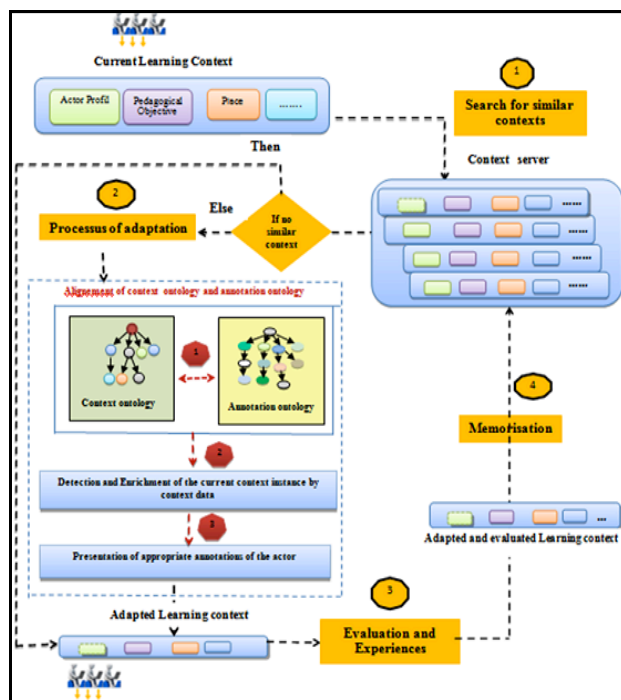 Current Learning Context
Actor Profil
Pedagogical
Objective
Piece
.......
1
Search for similar
contexts
Then
Context server
2
Else
Processus of adaptation
If no
similar
context
......
......
......
......
Alignement of context ontology and annotation ontology
1
Context ontology
Annotation ontology
2
Detection and Enrichment of the current context instance by
context data
3
Presentation of appropriate annotations of the actor
4
Memorisation
...
Adapted and evaluated Learning context
Adapted Learning context
3
Evaluation and
Experiences